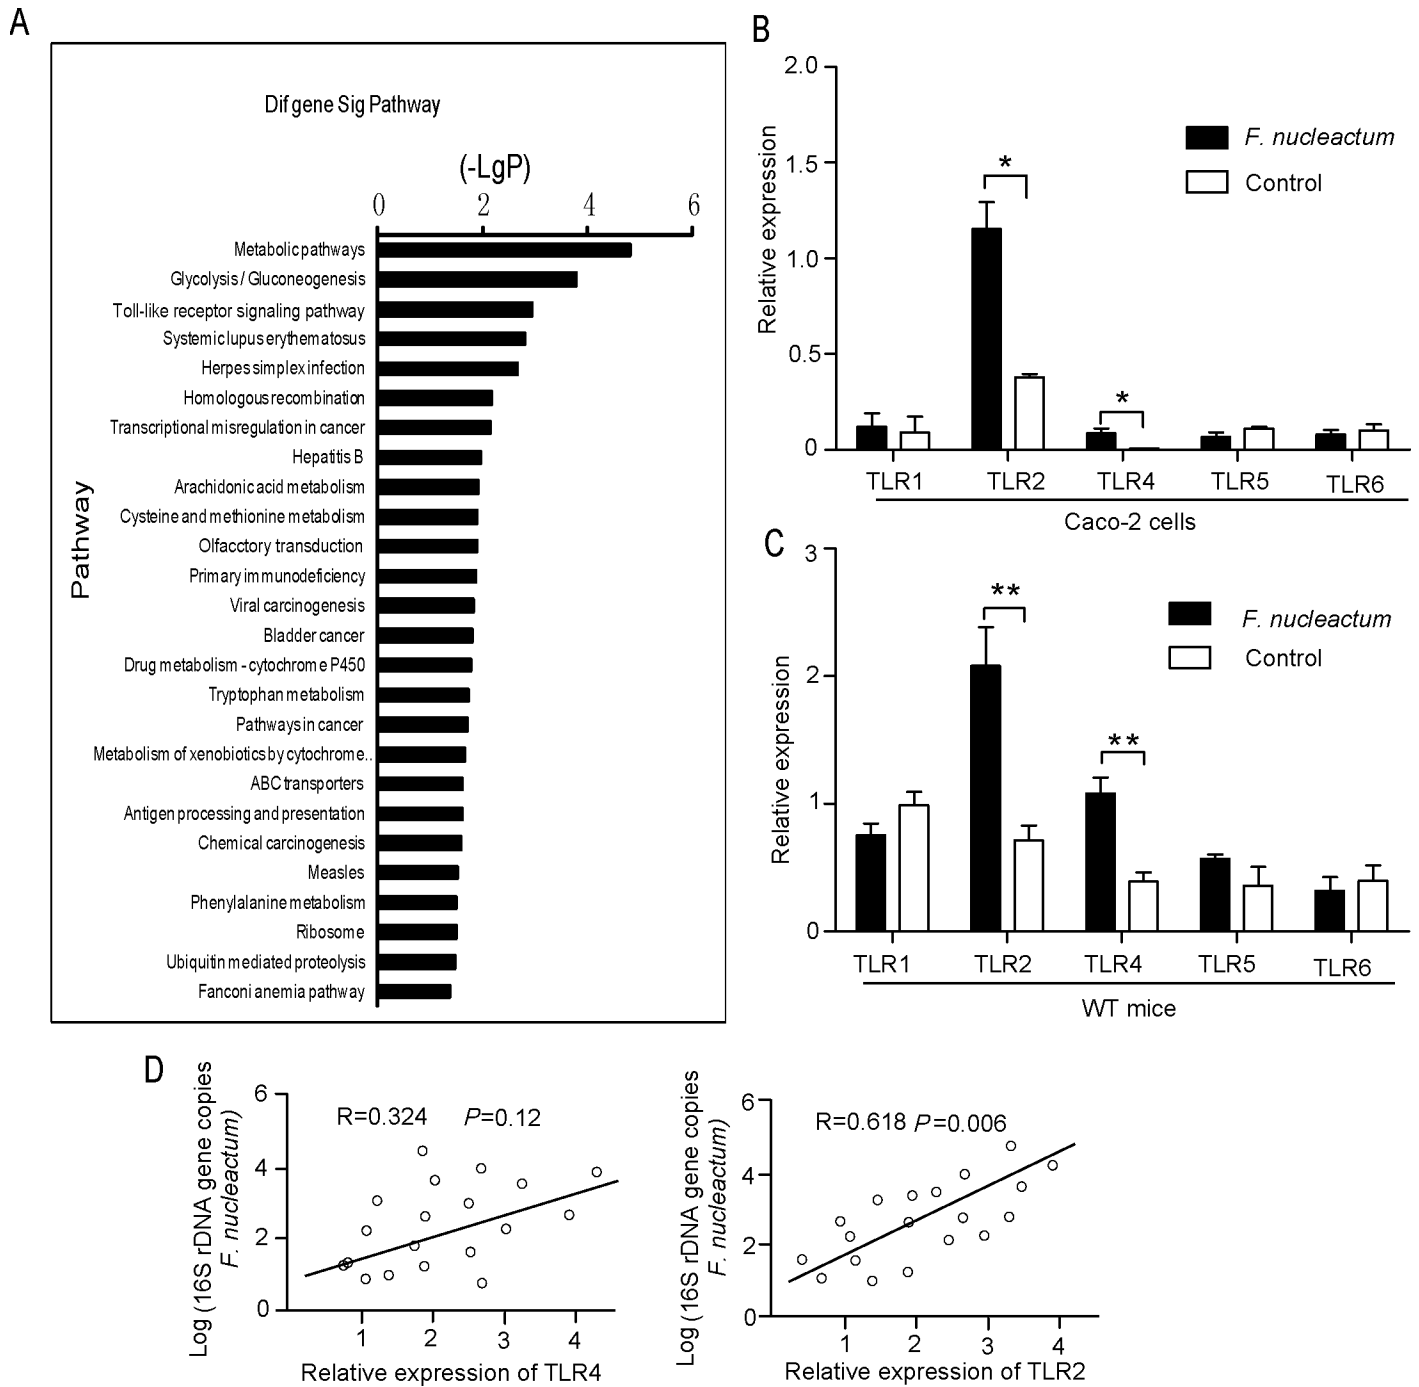 A
Dif gene Sig Pathway
(-LgP)
0 2 4 6
Metabolic pathways
Glycolysis / Gluconeogenesis
Toll-like receptor signaling pathway
Systemic lupus erythematosus
Herpes simplex infection
Homologous recombination
Transcriptional misregulation in cancer
Hepatitis B
Arachidonic acid metabolism
Cysteine and methionine metabolism
Olfacctory transduction
Primary immunodeficiency
Viral carcinogenesis
Bladder cancer
Drug metabolism - cytochrome P450
Tryptophan metabolism
Pathways in cancer
Metabolism of xenobiotics by cytochrome..
ABC transporters
Antigen processing and presentation
Chemical carcinogenesis
Measles
Phenylalanine metabolism
Ribosome
Ubiquitin mediated proteolysis
Fanconi anemia pathway
Pathway
B
2.0
1.5
1.0
0.5
0
Relative expression
F. nucleactum
Control
*
*
TLR1 TLR2 TLR4 TLR5 TLR6
Caco-2 cells
C
3
2
1
0
Relative expression
F. nucleactum
Control
**
**
TLR1 TLR2 TLR4 TLR5 TLR6
WT mice
D
Log (16S rDNA gene copies
F. nucleactum)
6
4
2
0
R=0.324 P=0.12
1 2 3 4
Relative expression of TLR4
Log (16S rDNA gene copies
F. nucleactum)
6
4
2
0
R=0.618 P=0.006
1 2 3 4
Relative expression of TLR2